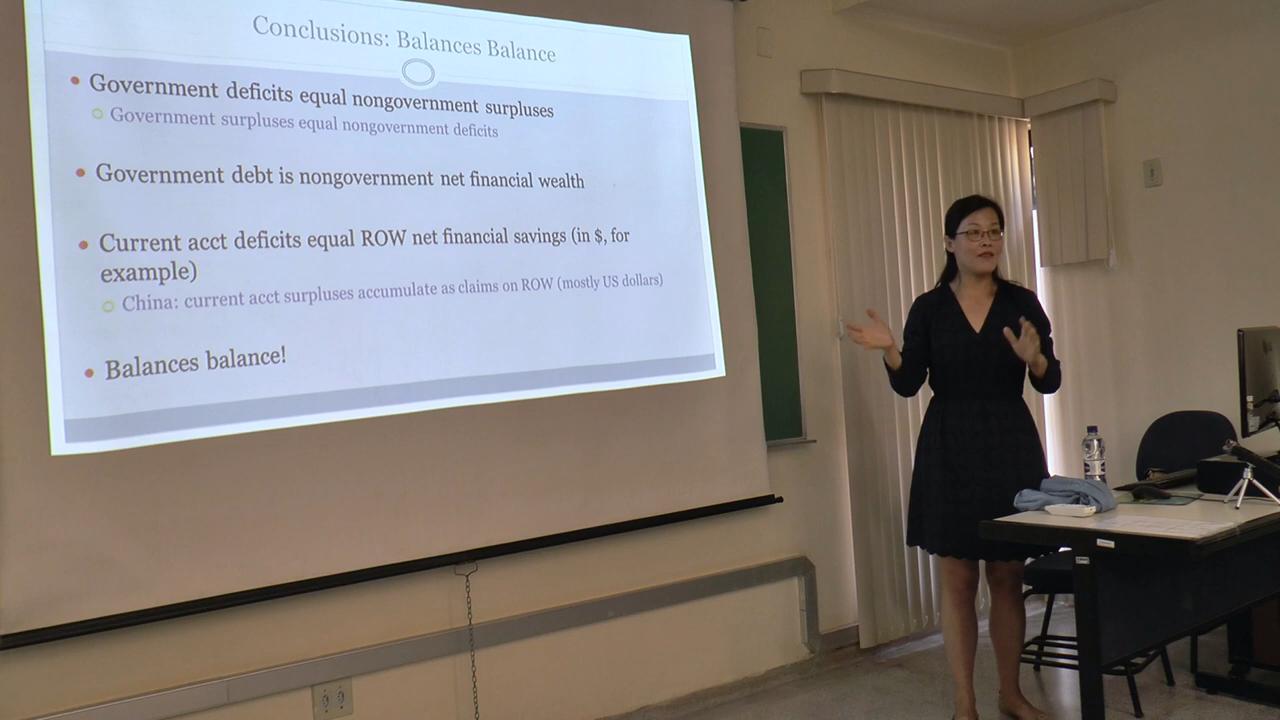 Conclusions: Balances Balance
Government deficits equal nongovernment surpluses
Government surpluses equal nongovernment deficits
Government debt is nongovernment net financial wealth
Current acct deficits equal ROW net financial savings (in $, for
example)
China: current acct surpluses accumulate as claims on ROW (mostly US dollars)
Balances balance!